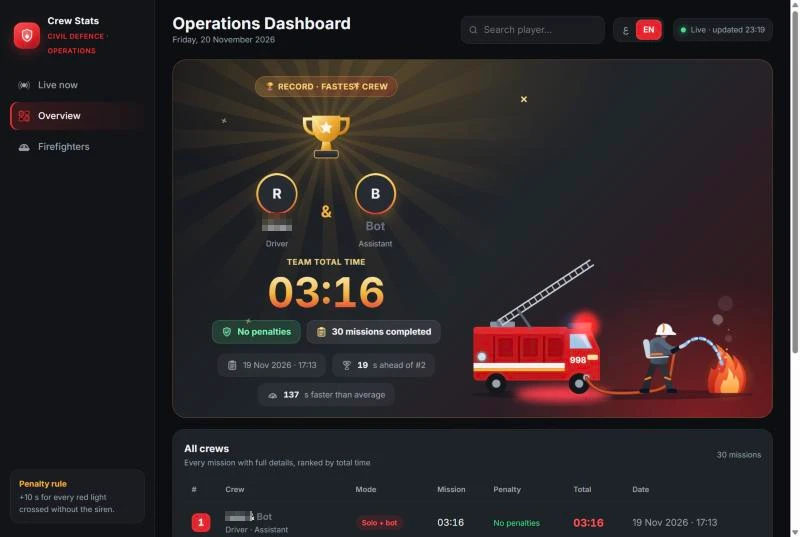 Crew Stats
CIVIL DEFENCE ·
OPERATIONS
Live now
Overview
Firefighters
Penalty rule
+10 s for every red light
crossed without the siren.
Operations Dashboard
Friday, 20 November 2026
Search player...
ع EN
Live · updated 23:19
RECORD · FASTEST CREW
R & B
Bot
Driver Assistant
TEAM TOTAL TIME
03:16
No penalties 30 missions completed
19 Nov 2026 · 17:13 19 s ahead of #2
137 s faster than average
998
All crews
Every mission with full details, ranked by total time
30 missions
# Crew Mode Mission Penalty Total Date
1 & Bot Solo + bot 03:16 No penalties 03:16 19 Nov 2026 · 17:13
Driver · Assistant